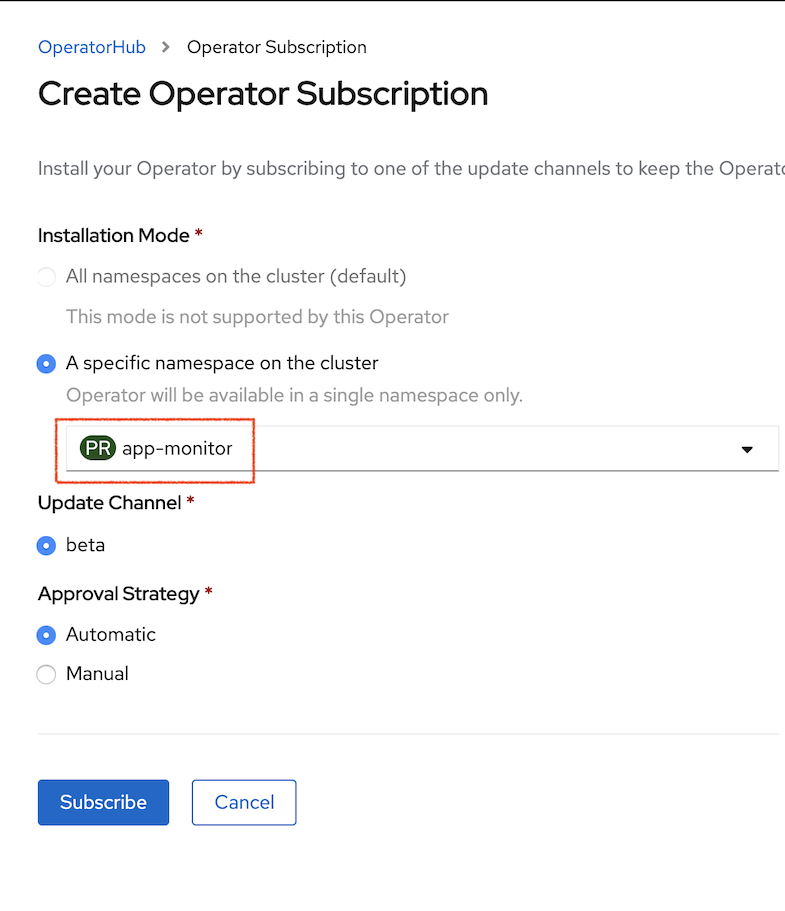 OperatorHub > Operator Subscription
Create Operator Subscription
Install your Operator by subscribing to one of the update channels to keep the
Installation Mode *
All namespaces on the cluster (default)
This mode is not supported by this Operator
A specific namespace on the cluster
Operator will be available in a single namespace only.
PR app-monitor
Update Channel *
beta
Approval Strategy *
Automatic
Manual
Subscribe Cancel